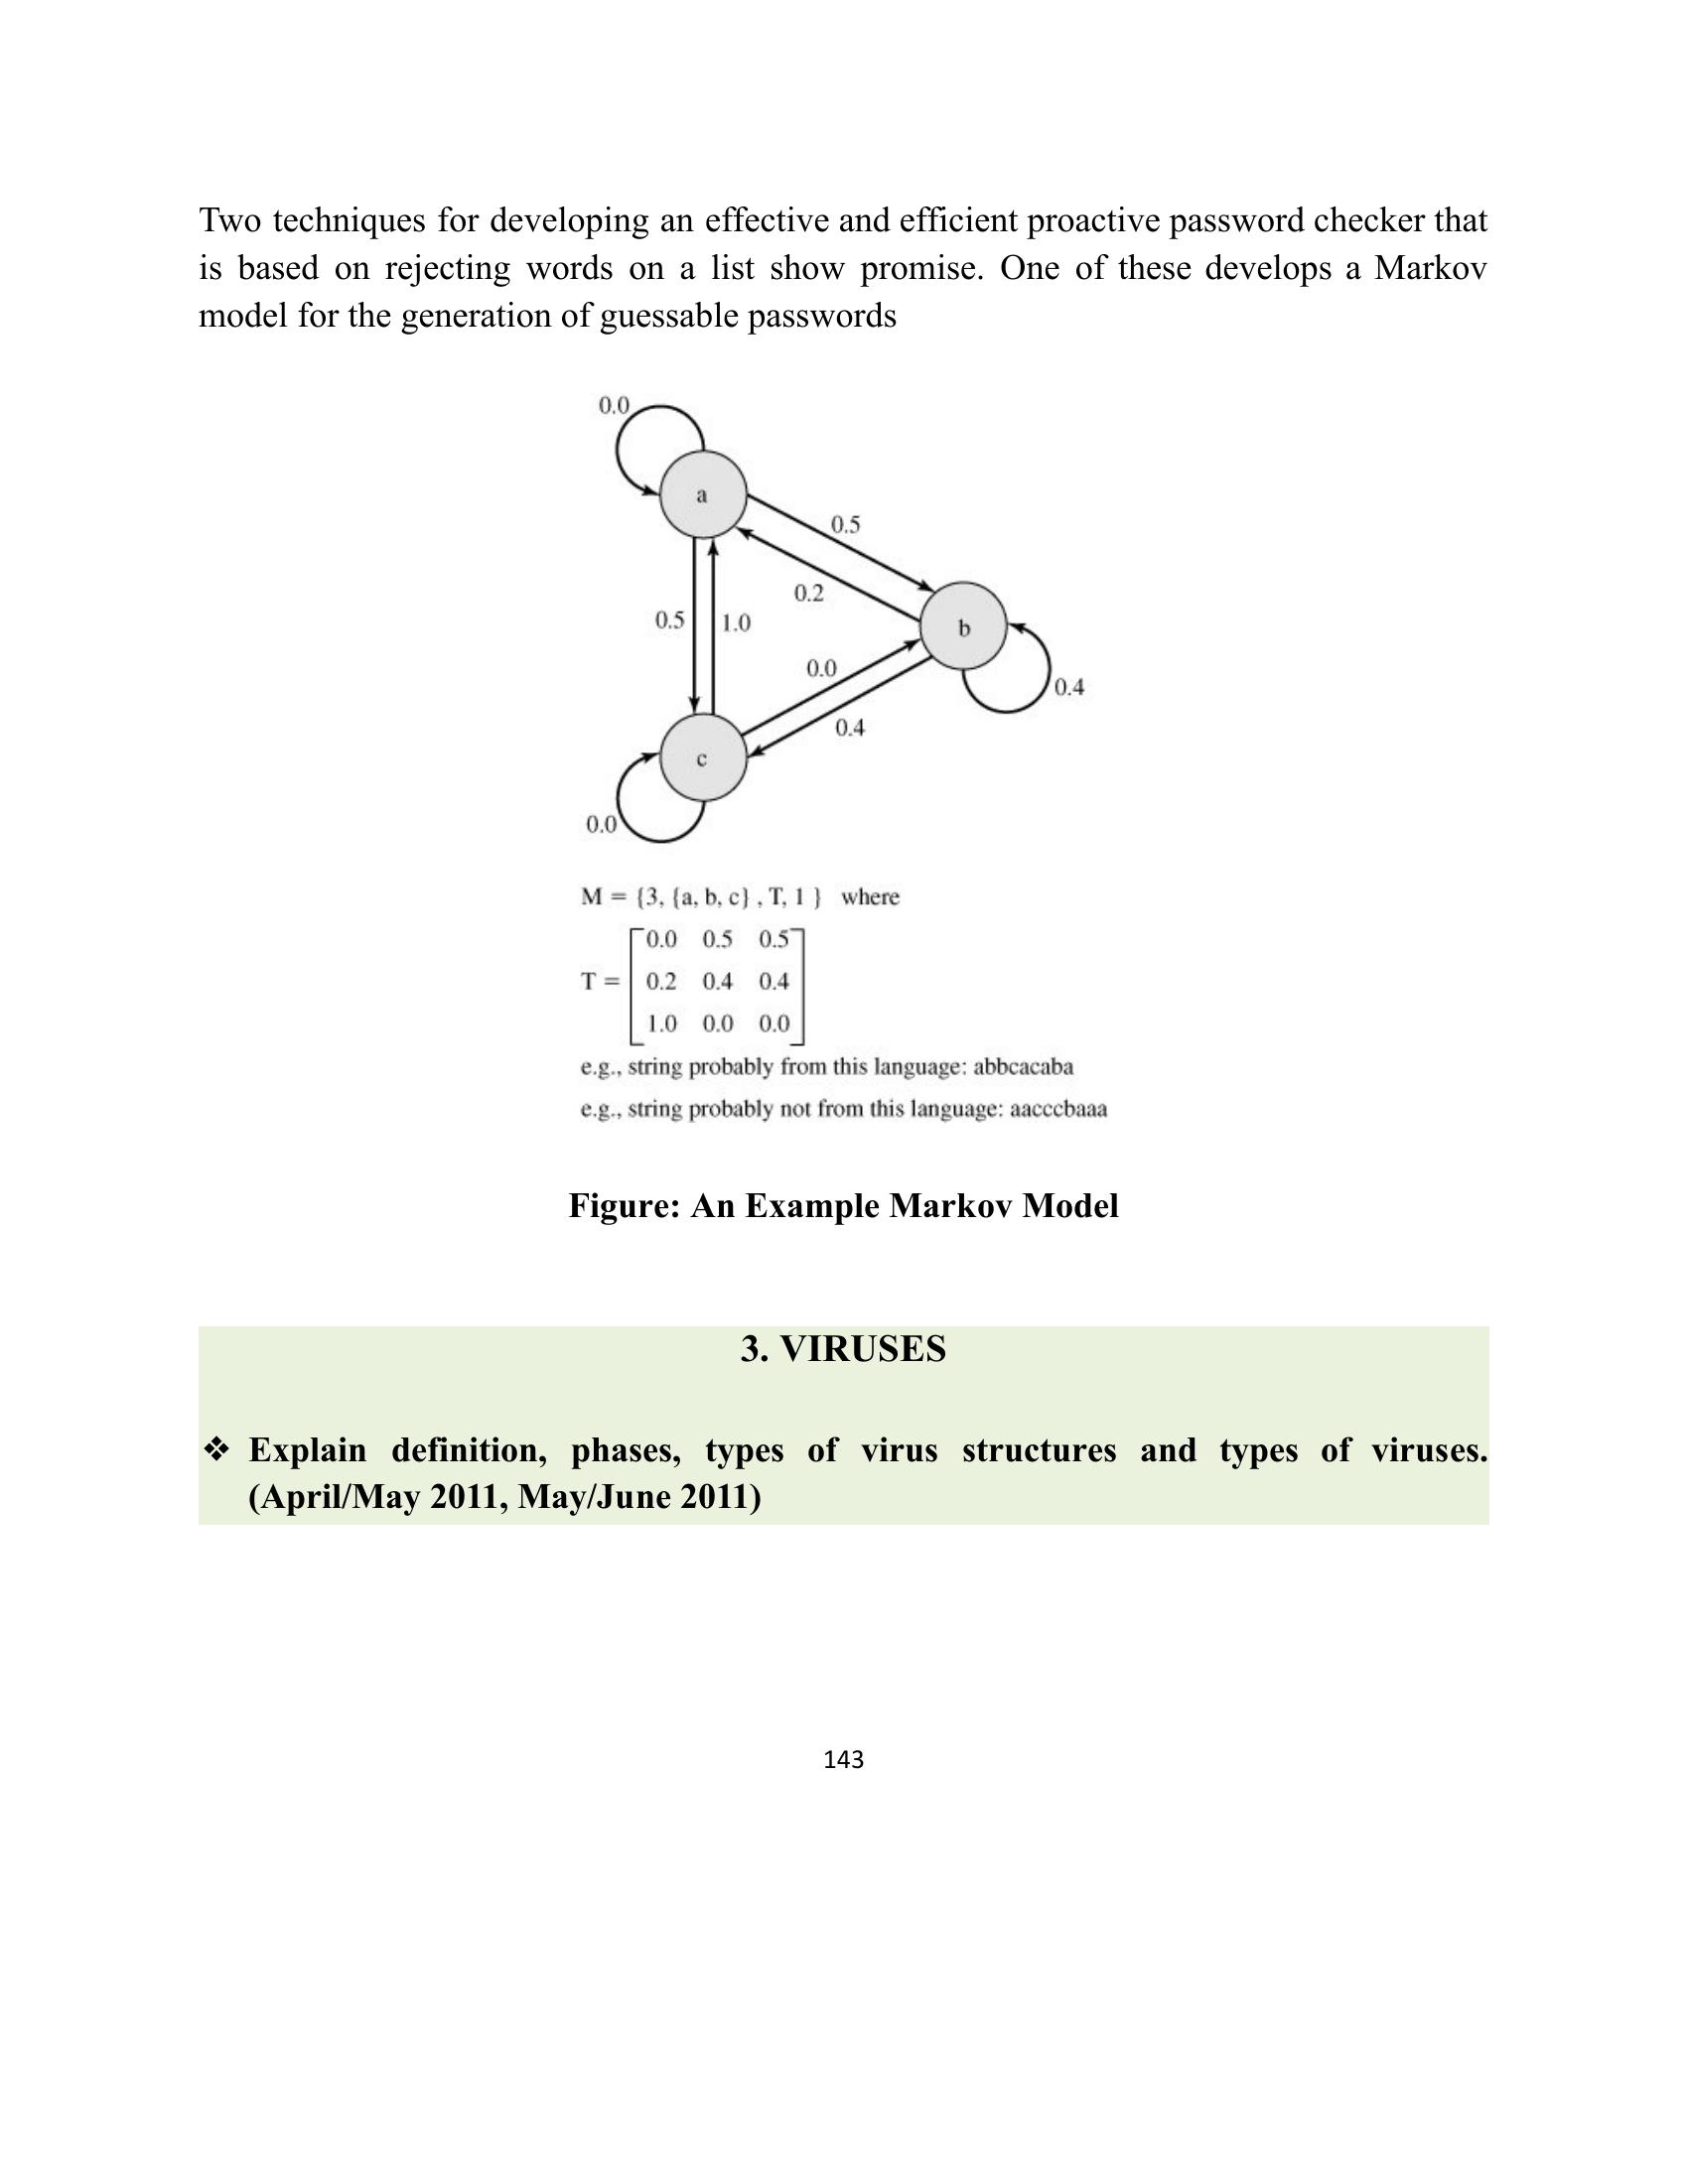 Two techniques for developing an effective and efficient proactive password checker that
is based on rejecting words on a list show promise. One of these develops a Markov
model for the generation of guessable passwords
0.0
a
0.5
0.2
0.5
1.0
b
0.0
0.4
0.4
c
0.0
M = {3, {a, b, c} , T, 1 } where
0.0 0.5 0.5
T = 0.2 0.4 0.4
1.0 0.0 0.0
e.g., string probably from this language: abbcacaba
e.g., string probably not from this language: aacccbaaa
Figure: An Example Markov Model
3. VIRUSES
❖ Explain definition, phases, types of virus structures and types of viruses.
(April/May 2011, May/June 2011)
143